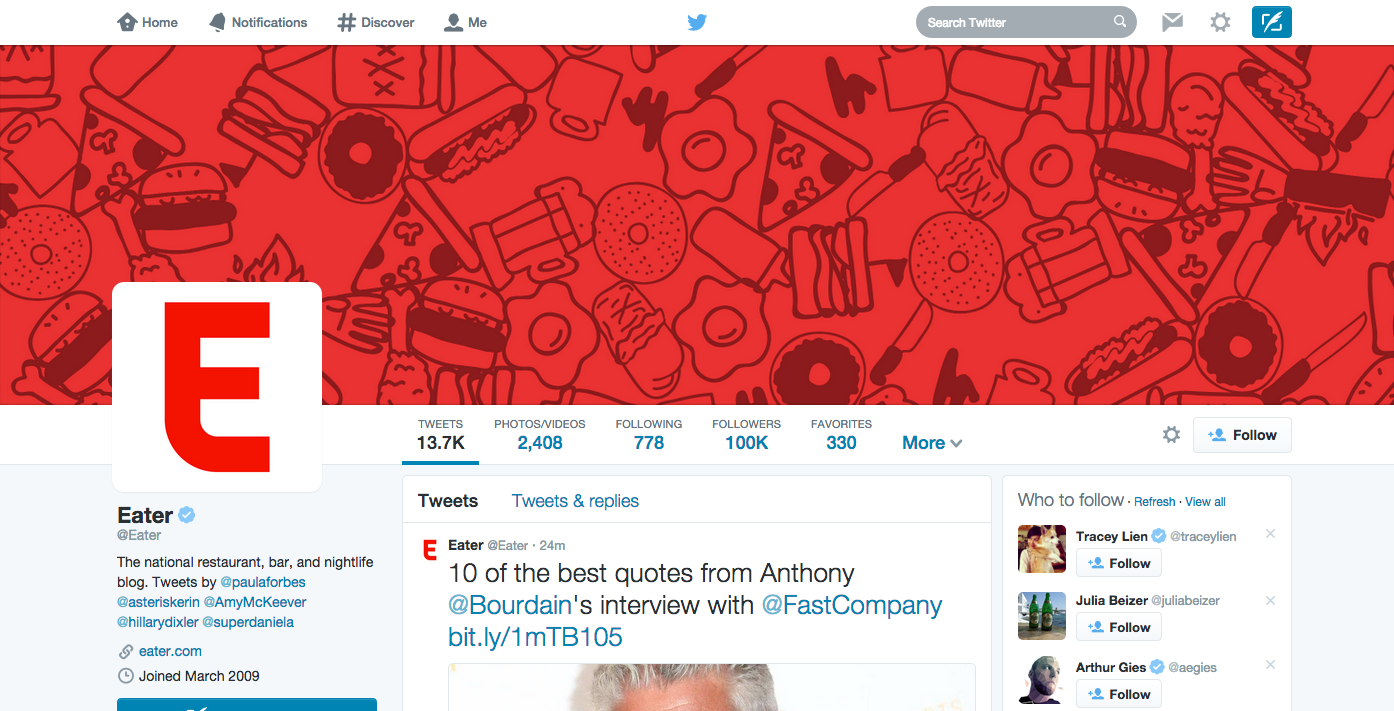 Home Notifications Discover Me Search Twitter
E
TWEETS PHOTOS/VIDEOS FOLLOWING FOLLOWERS FAVORITES
13.7K 2,408 778 100K 330 More Follow
Eater
@Eater
The national restaurant, bar, and nightlife
blog. Tweets by @paulaforbes
@asteriskerin @AmyMcKeever
@hillarydixler @superdaniela
eater.com
Joined March 2009
Tweets Tweets & replies
E Eater @Eater · 24m
10 of the best quotes from Anthony
@Bourdain's interview with @FastCompany
bit.ly/1mTB105
Who to follow · Refresh · View all
Tracey Lien @traceylien
Follow
Julia Beizer @juliabeizer
Follow
Arthur Gies @aegies
Follow